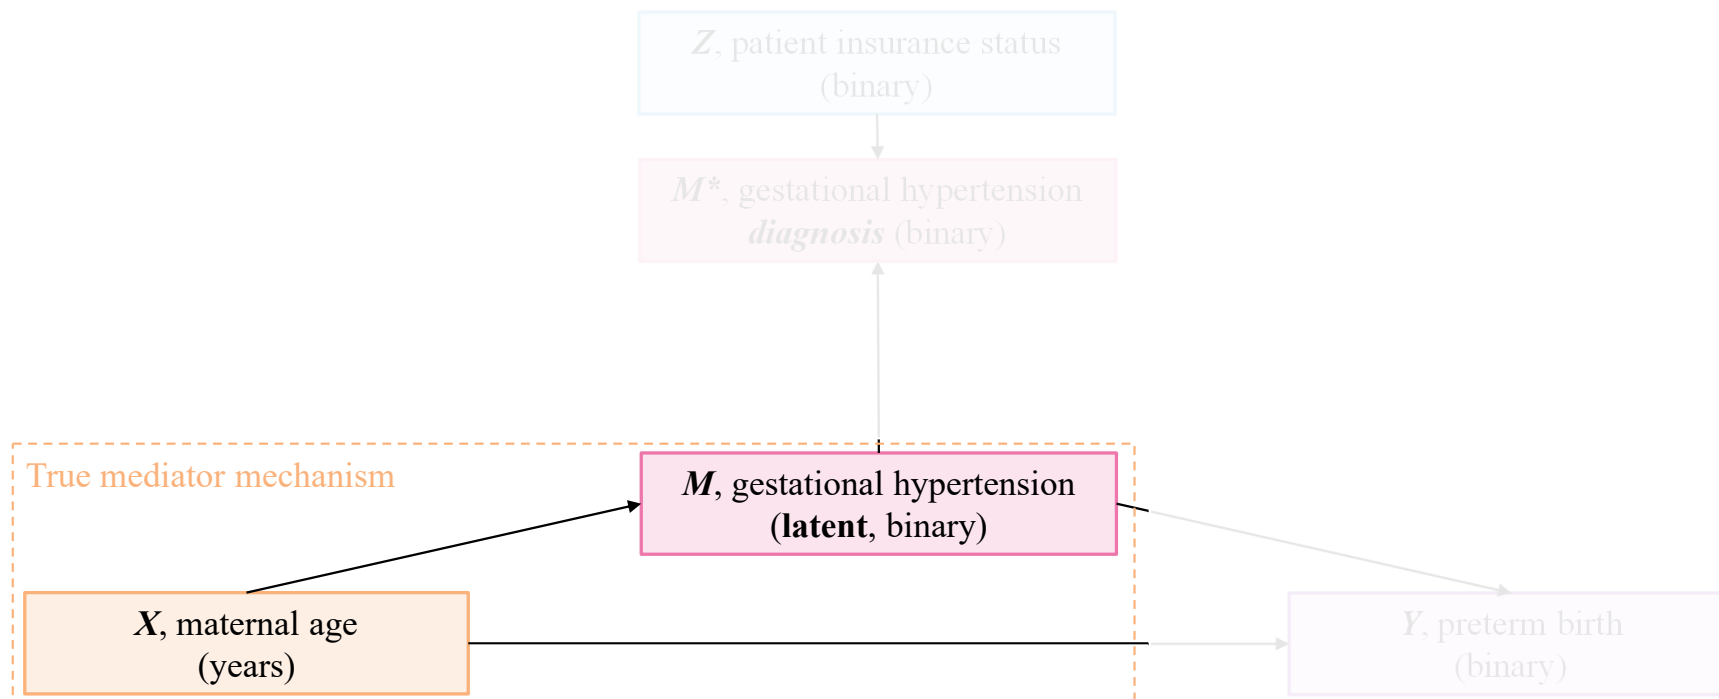 Z, patient insurance status
(binary)
M*, gestational hypertension
diagnosis (binary)
True mediator mechanism
M, gestational hypertension
(latent, binary)
X, maternal age
(years)
Y, preterm birth
(binary)